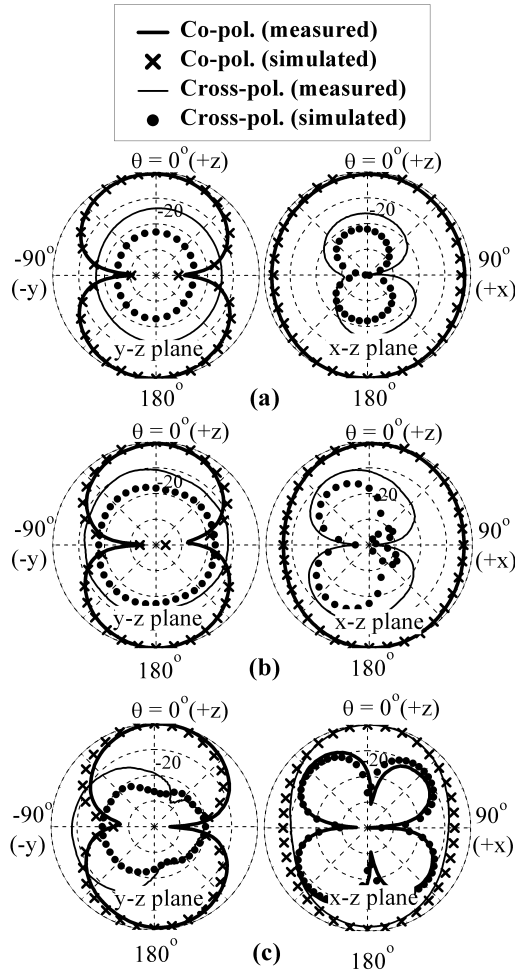 Co-pol. (measured)
Co-pol. (simulated)
Cross-pol. (measured)
Cross-pol. (simulated)
θ = 0°(+z)
θ = 0°(+z)
-20
-20
-90°
(-y)
90°
(+x)
y-z plane
x-z plane
180°
180°
(a)
θ = 0°(+z)
θ = 0°(+z)
-20
-20
-90°
(-y)
90°
(+x)
y-z plane
x-z plane
180°
180°
(b)
θ = 0°(+z)
θ = 0°(+z)
-20
-20
-90°
(-y)
90°
(+x)
y-z plane
x-z plane
180°
180°
(c)